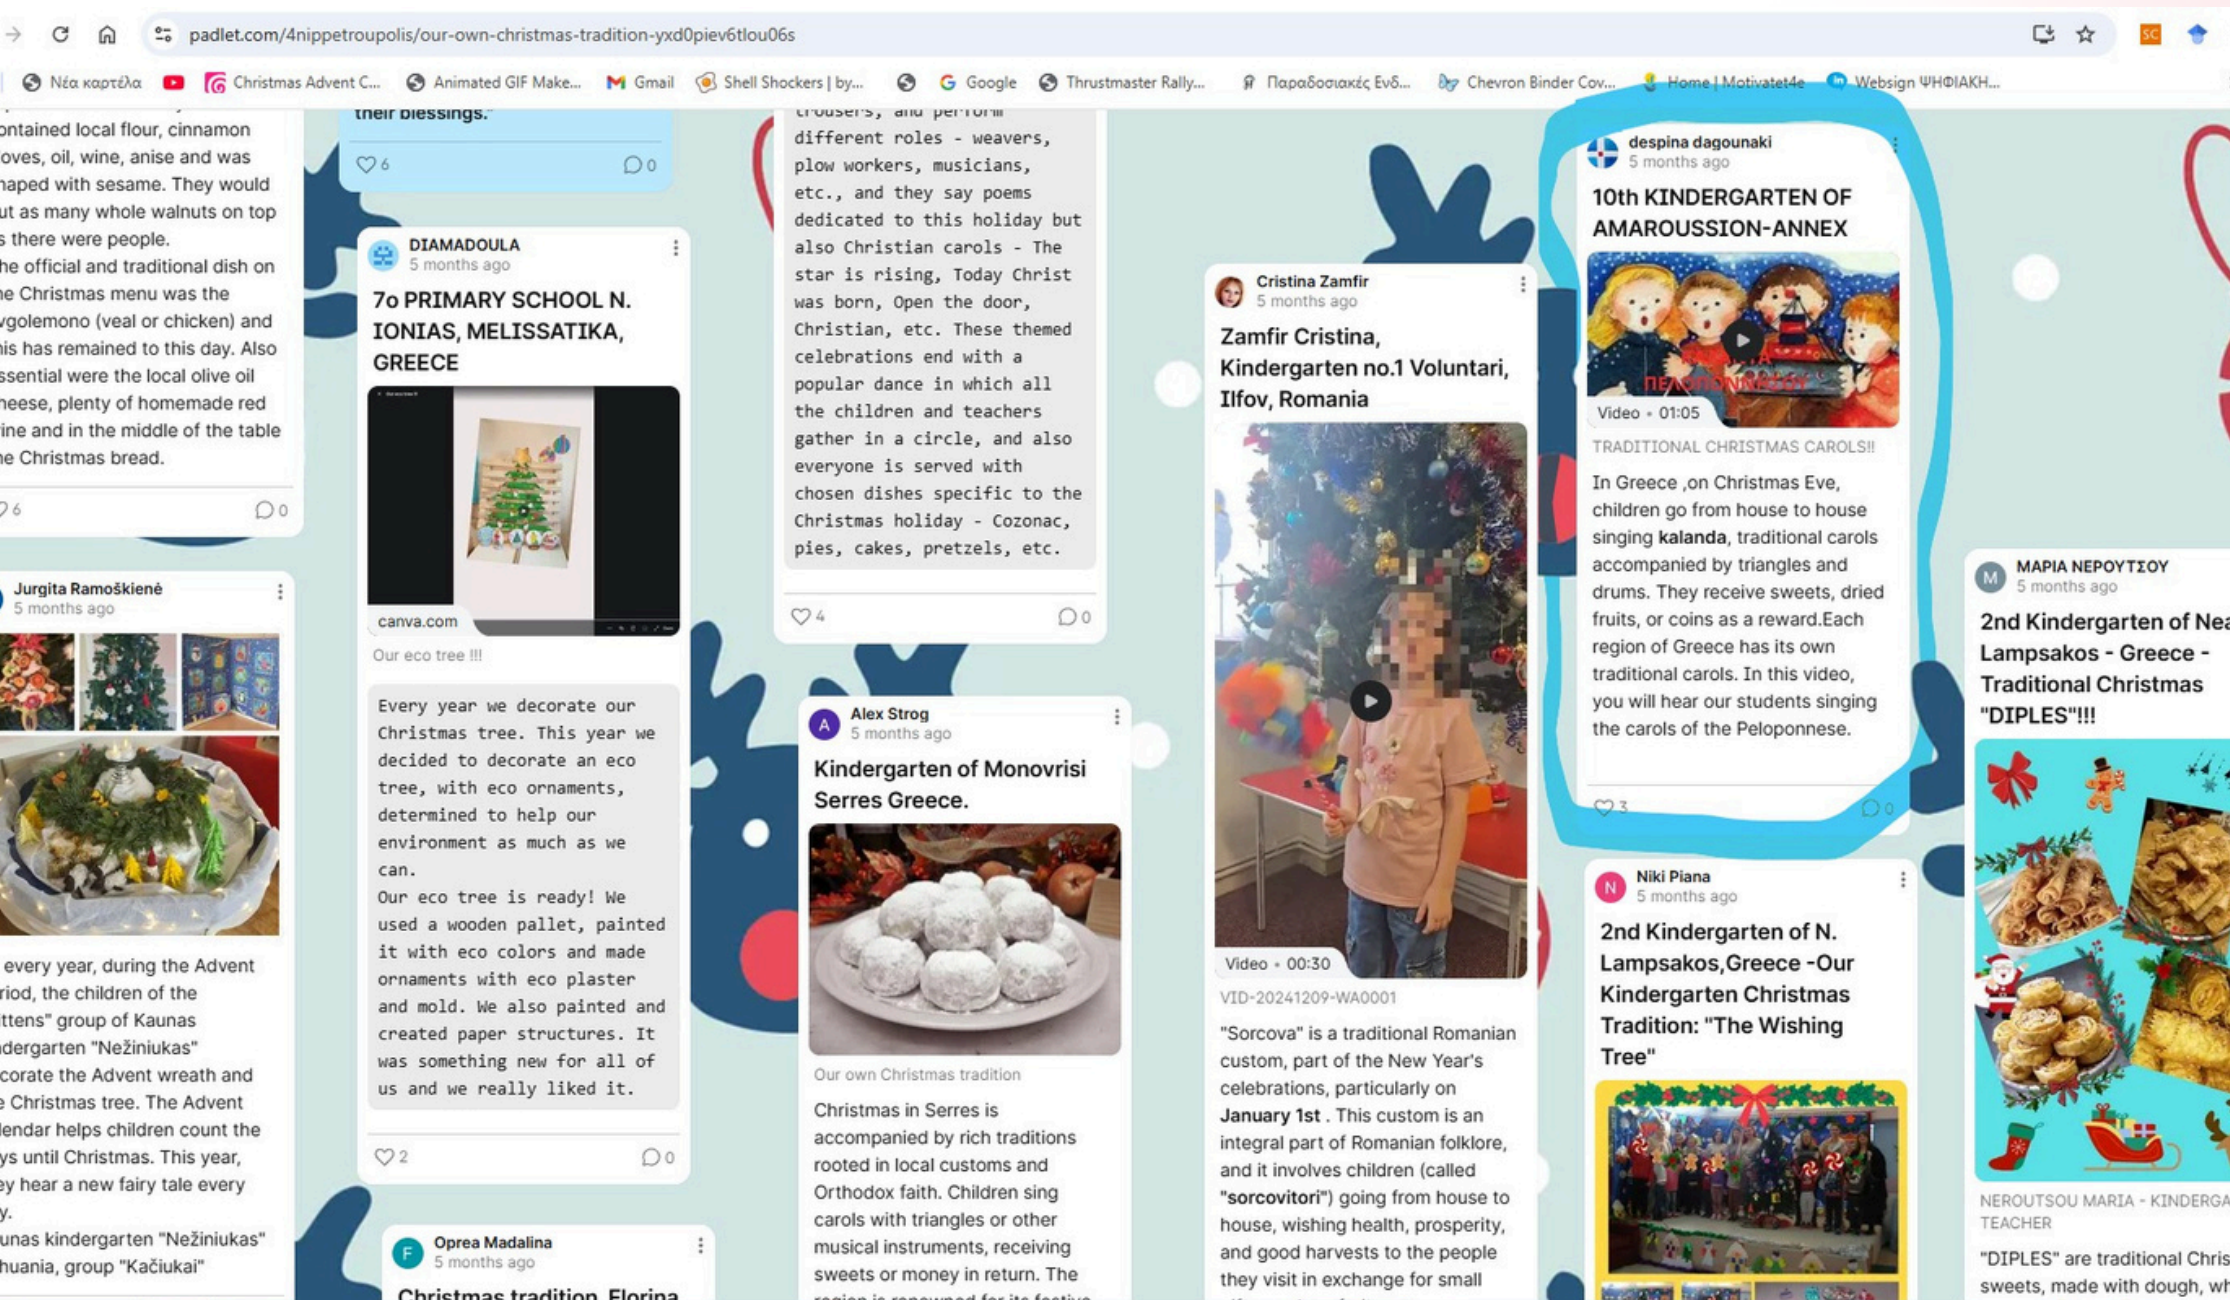 padlet.com/4nippetroupolis/our-own-christmas-tradition-yxd0piev6tlou06s
Νέα καρτέλα
Christmas Advent C...
Animated GIF Make...
Gmail
Shell Shockers | by...
Google
Thrustmaster Rally...
Παραδοσιακές Ενδ...
Chevron Binder Cov...
Home | Motivatet4e
Websign ΨΗΦΙΑΚΗ...
ontained local flour, cinnamon
oves, oil, wine, anise and was
haped with sesame. They would
ut as many whole walnuts on top
s there were people.
he official and traditional dish on
he Christmas menu was the
vgolemono (veal or chicken) and
his has remained to this day. Also
ssential were the local olive oil
heese, plenty of homemade red
ine and in the middle of the table
he Christmas bread.
6
0
Jurgita Ramoškienė
5 months ago
every year, during the Advent
riod, the children of the
ittens" group of Kaunas
ndergarten "Nežiniukas"
corate the Advent wreath and
e Christmas tree. The Advent
lendar helps children count the
ys until Christmas. This year,
ey hear a new fairy tale every
y.
unas kindergarten "Nežiniukas"
huania, group "Kačiukai"
their blessings."
6
0
DIAMADOULA
5 months ago
7o PRIMARY SCHOOL N.
IONIAS, MELISSATIKA,
GREECE
canva.com
Our eco tree !!!
Every year we decorate our
Christmas tree. This year we
decided to decorate an eco
tree, with eco ornaments,
determined to help our
environment as much as we
can.
Our eco tree is ready! We
used a wooden pallet, painted
it with eco colors and made
ornaments with eco plaster
and mold. We also painted and
created paper structures. It
was something new for all of
us and we really liked it.
2
0
F
Oprea Madalina
5 months ago
Christmas tradition, Florina
trousers, and perform
different roles - weavers,
plow workers, musicians,
etc., and they say poems
dedicated to this holiday but
also Christian carols - The
star is rising, Today Christ
was born, Open the door,
Christian, etc. These themed
celebrations end with a
popular dance in which all
the children and teachers
gather in a circle, and also
everyone is served with
chosen dishes specific to the
Christmas holiday - Cozonac,
pies, cakes, pretzels, etc.
4
0
A
Alex Strog
5 months ago
Kindergarten of Monovrisi
Serres Greece.
Our own Christmas tradition
Christmas in Serres is
accompanied by rich traditions
rooted in local customs and
Orthodox faith. Children sing
carols with triangles or other
musical instruments, receiving
sweets or money in return. The
region is renowned for its festive
Cristina Zamfir
5 months ago
Zamfir Cristina,
Kindergarten no.1 Voluntari,
Ilfov, Romania
Video • 00:30
VID-20241209-WA0001
"Sorcova" is a traditional Romanian
custom, part of the New Year's
celebrations, particularly on
January 1st . This custom is an
integral part of Romanian folklore,
and it involves children (called
"sorcovitori") going from house to
house, wishing health, prosperity,
and good harvests to the people
they visit in exchange for small
despina dagounaki
5 months ago
10th KINDERGARTEN OF
AMAROUSSION-ANNEX
ΠΕΛΟΠΟΝΝΗΣΟΥ
Video • 01:05
TRADITIONAL CHRISTMAS CAROLS!!
In Greece ,on Christmas Eve,
children go from house to house
singing kalanda, traditional carols
accompanied by triangles and
drums. They receive sweets, dried
fruits, or coins as a reward.Each
region of Greece has its own
traditional carols. In this video,
you will hear our students singing
the carols of the Peloponnese.
3
0
N
Niki Piana
5 months ago
2nd Kindergarten of N.
Lampsakos,Greece -Our
Kindergarten Christmas
Tradition: "The Wishing
Tree"
M
ΜΑΡΙΑ ΝΕΡΟΥΤΣΟΥ
5 months ago
2nd Kindergarten of Nea
Lampsakos - Greece -
Traditional Christmas
"DIPLES"!!!
NEROUTSOU MARIA - KINDERGA
TEACHER
"DIPLES" are traditional Chris
sweets, made with dough, wh